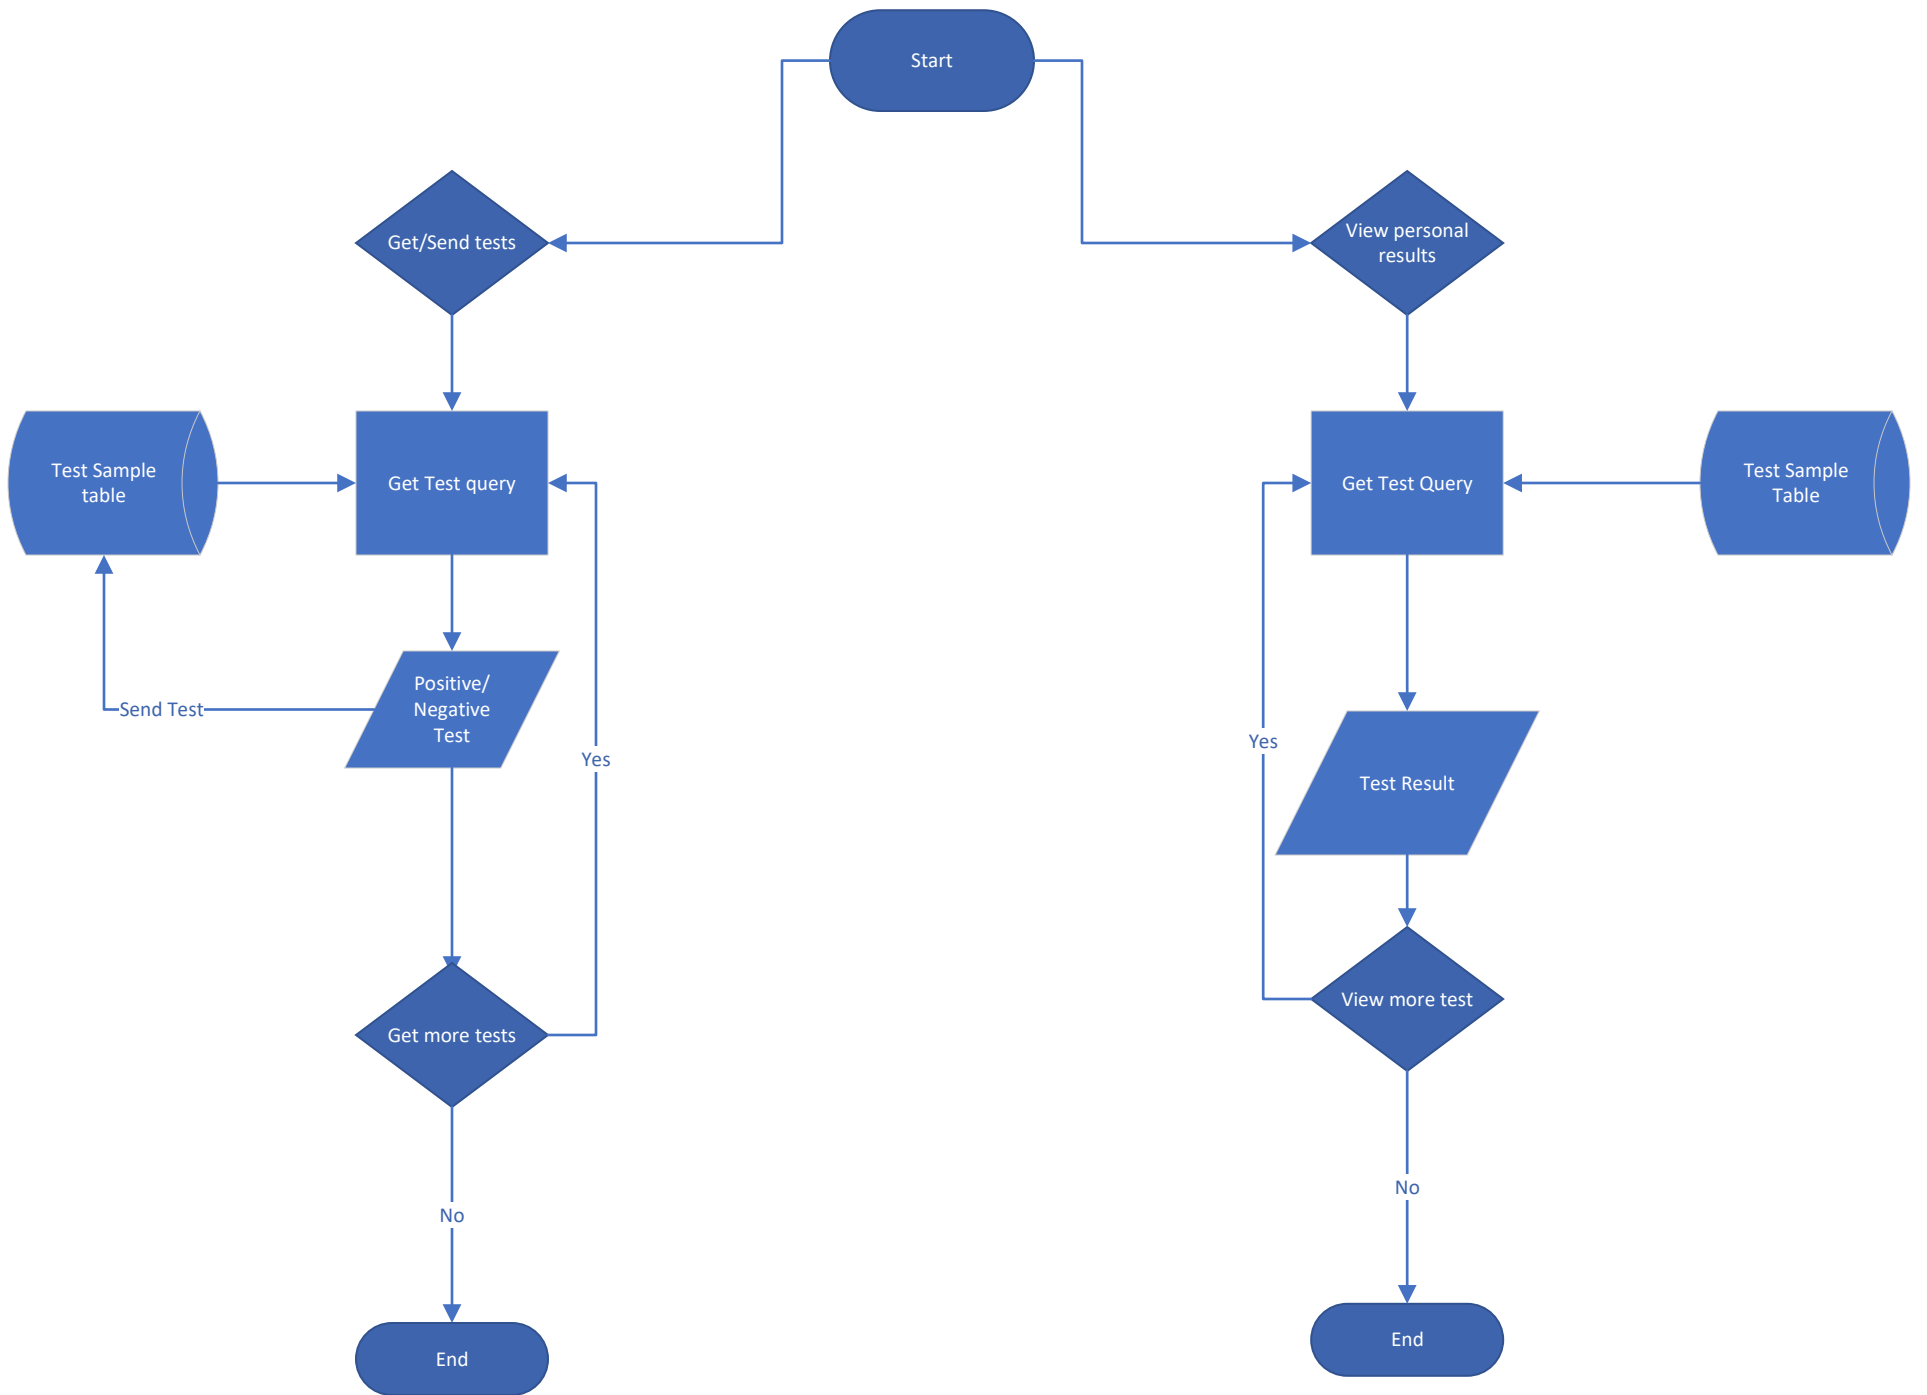 Start
Get/Send tests
View personal
results
Test Sample
table
Get Test query
Get Test Query
Test Sample
Table
Positive/
Negative
Test
Send Test
Yes
Yes
Test Result
Get more tests
View more test
No
No
End
End